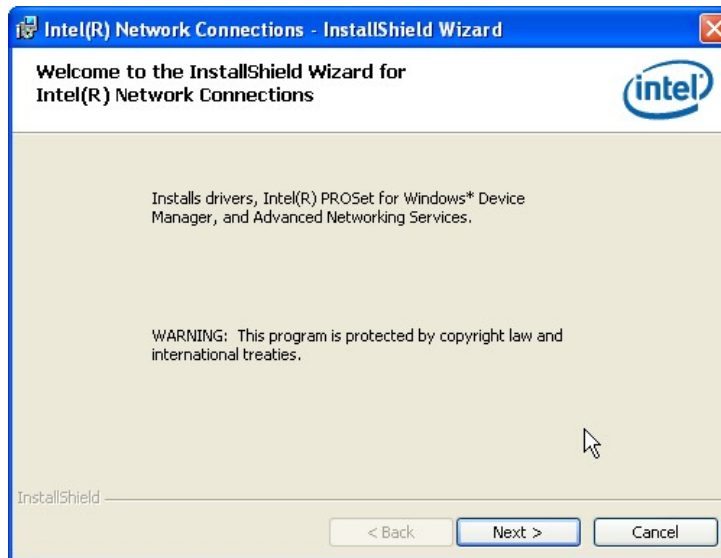 Intel(R) Network Connections - InstallShield Wizard
Welcome to the InstallShield Wizard for
Intel(R) Network Connections
intel
Installs drivers, Intel(R) PROSet for Windows* Device
Manager, and Advanced Networking Services.
WARNING:  This program is protected by copyright law and
international treaties.
InstallShield
< Back
Next >
Cancel